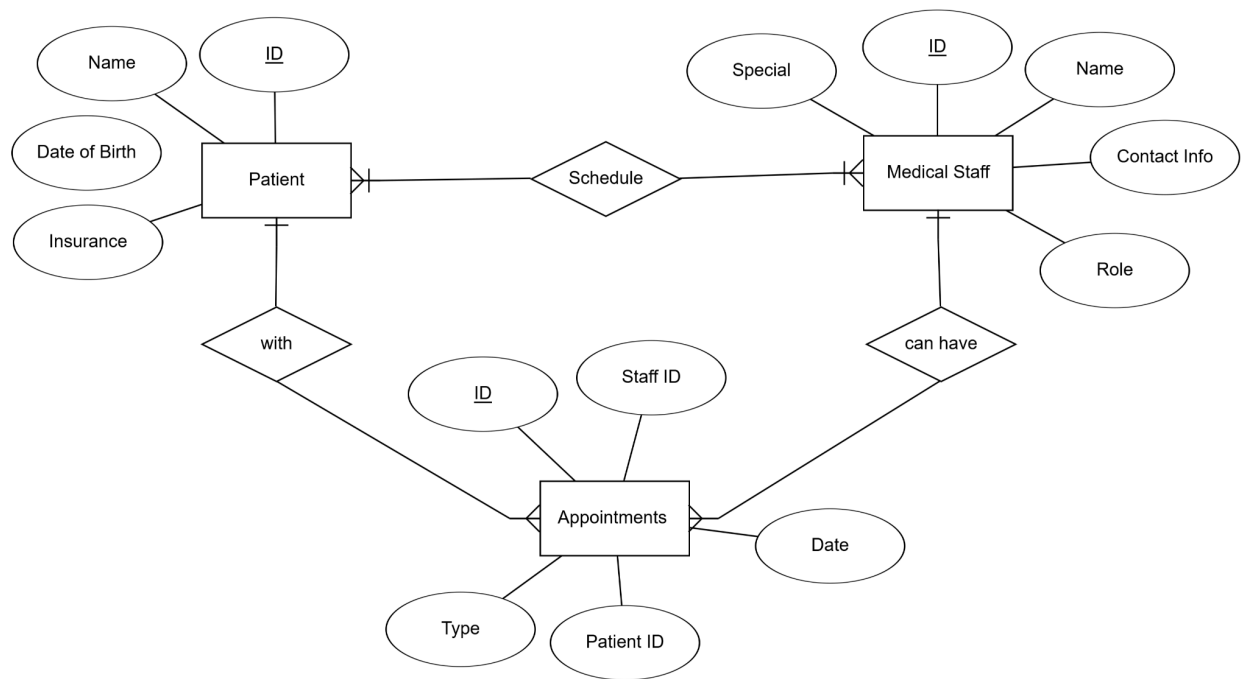 ID
Name
ID
Special
Name
Date of Birth
Contact Info
Patient
Schedule
Medical Staff
Insurance
Role
with
can have
Staff ID
ID
Appointments
Date
Type
Patient ID